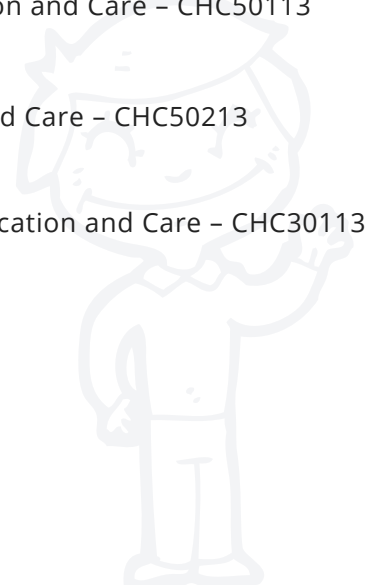 on and Care – CHC50113
d Care – CHC50213
cation and Care – CHC30113